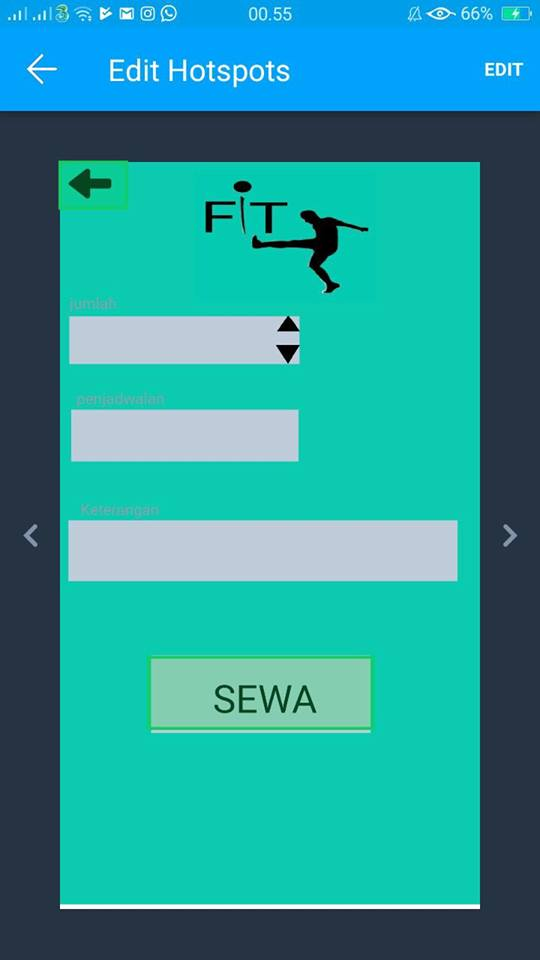 00.55 66%
Edit Hotspots EDIT
FiT
jumlah
penjadwalan
Keterangan
SEWA